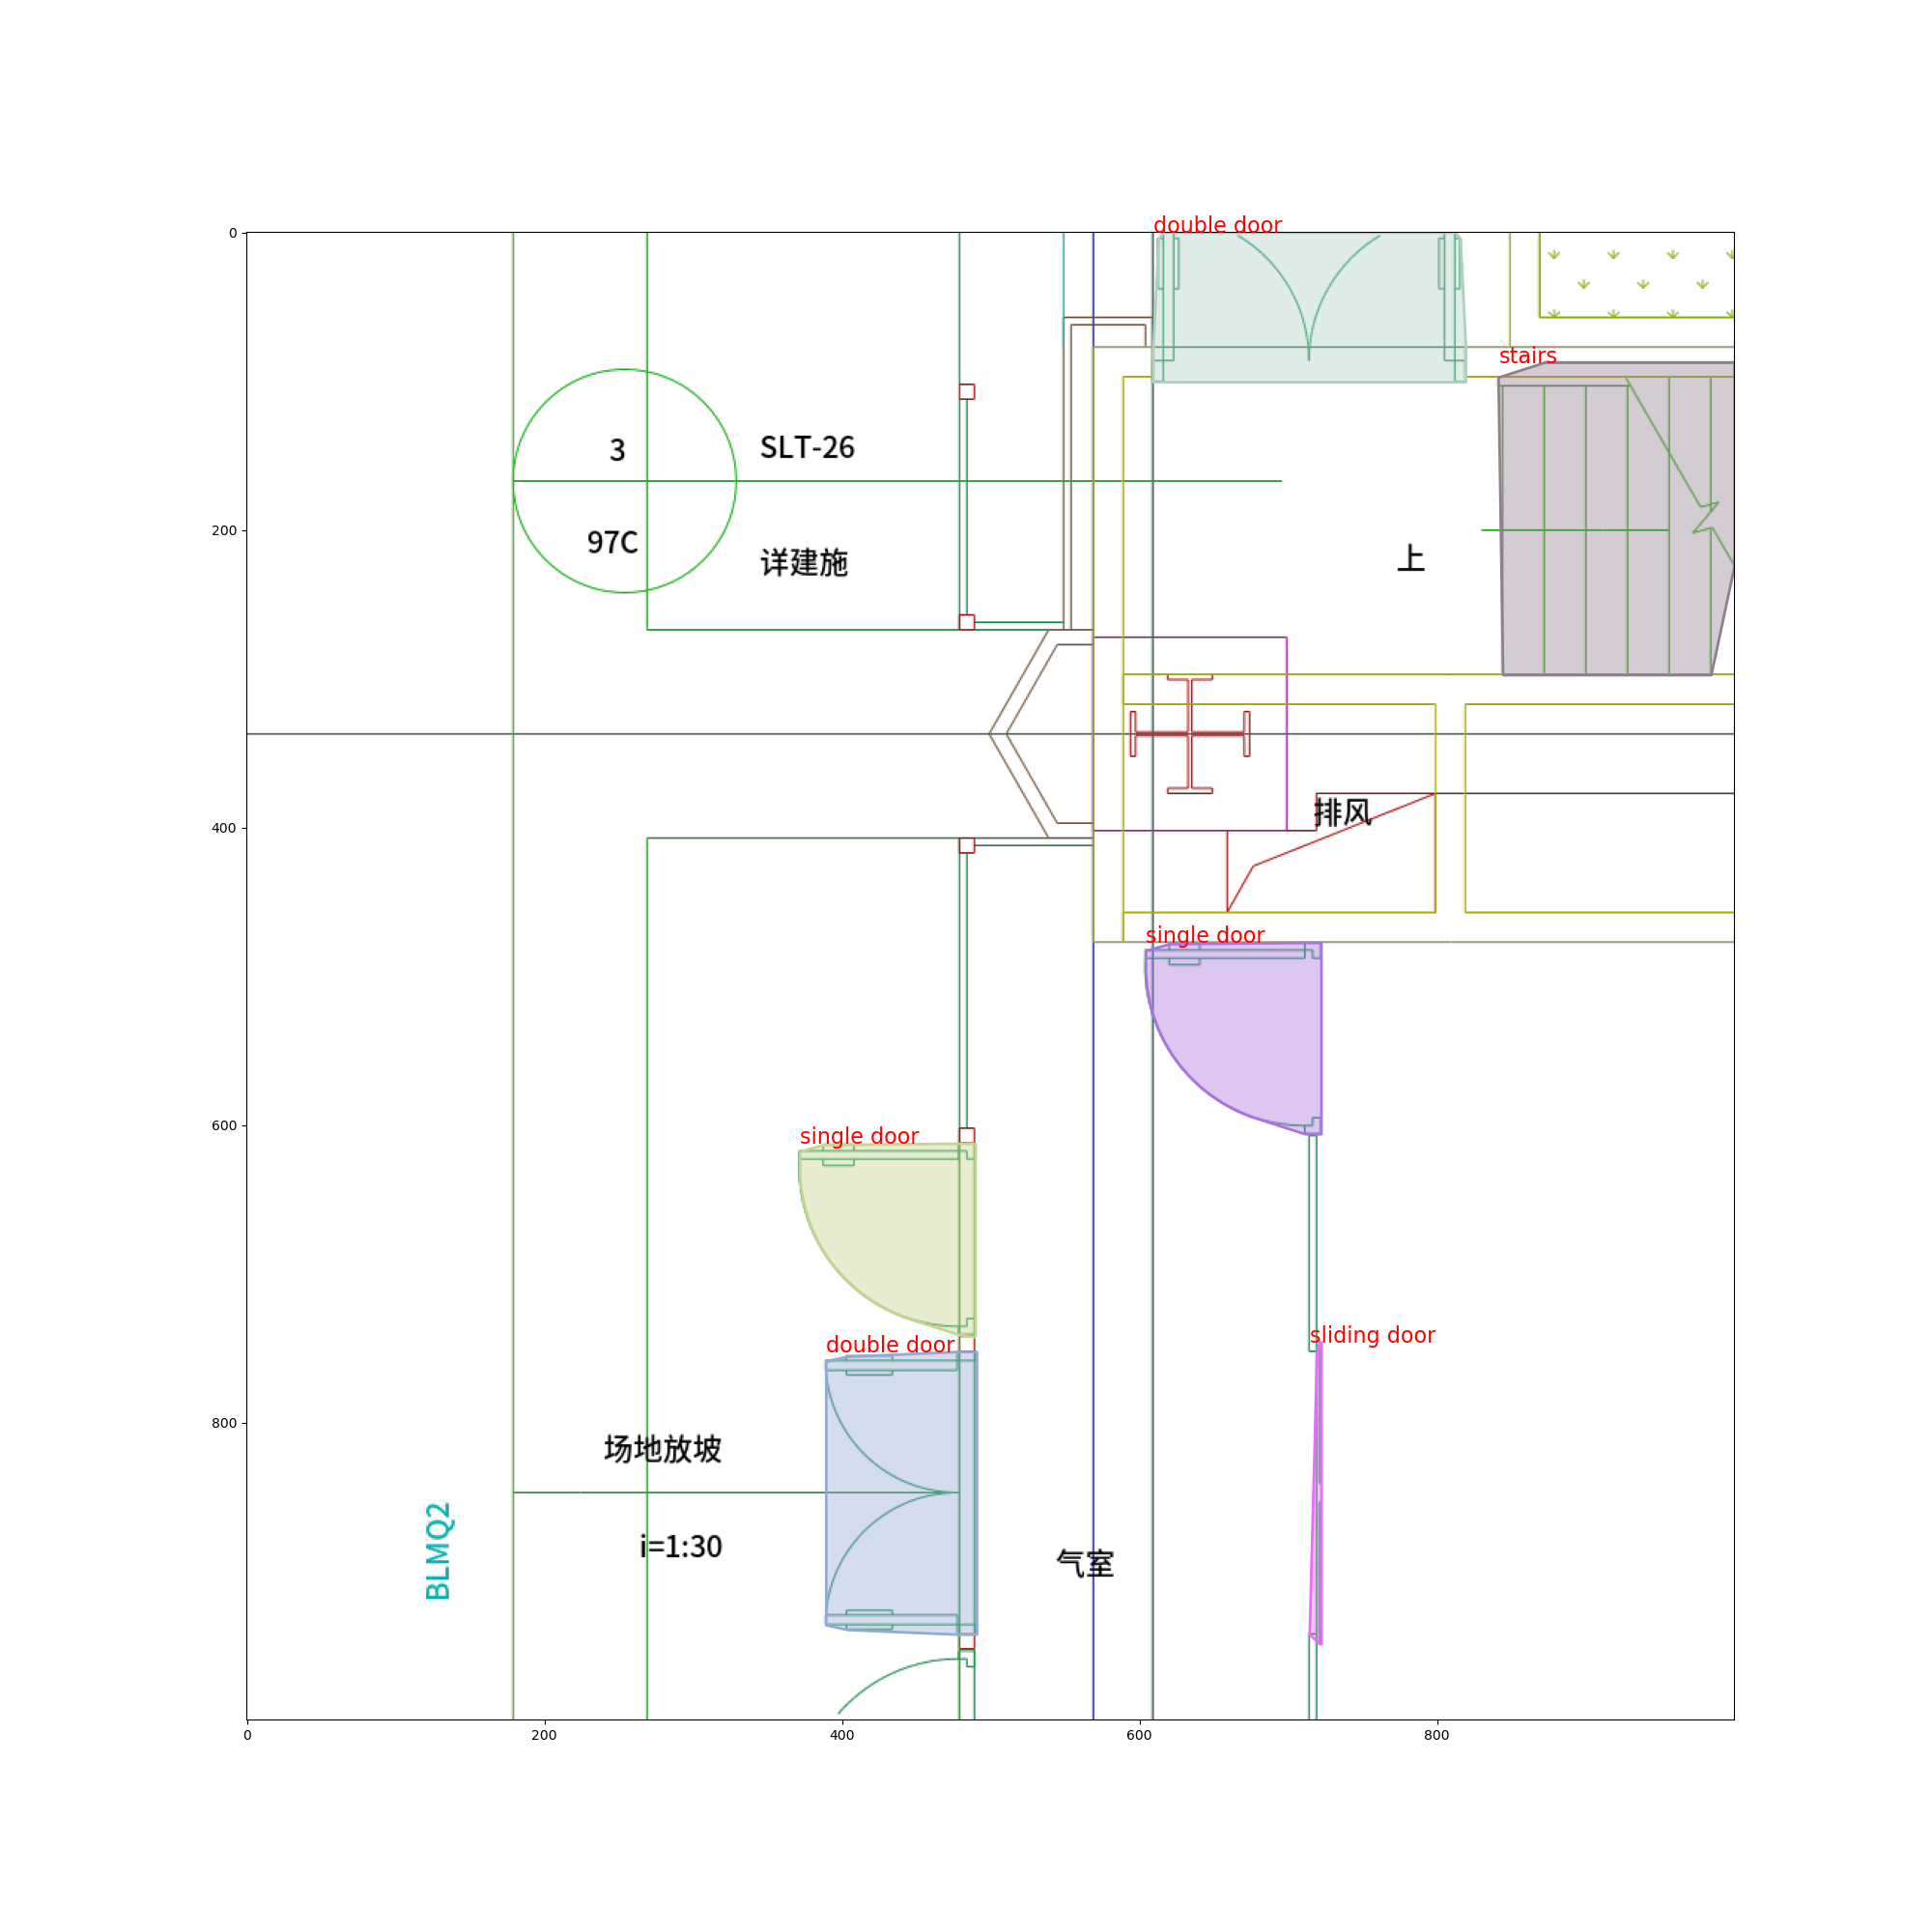 double door
0
stairs
3
SLT-26
97C
详建施
200
上
400
排风
single door
600
single door
sliding door
double door
800
场地放坡
BLMQ2
i=1:30
气室
0
200
400
600
800